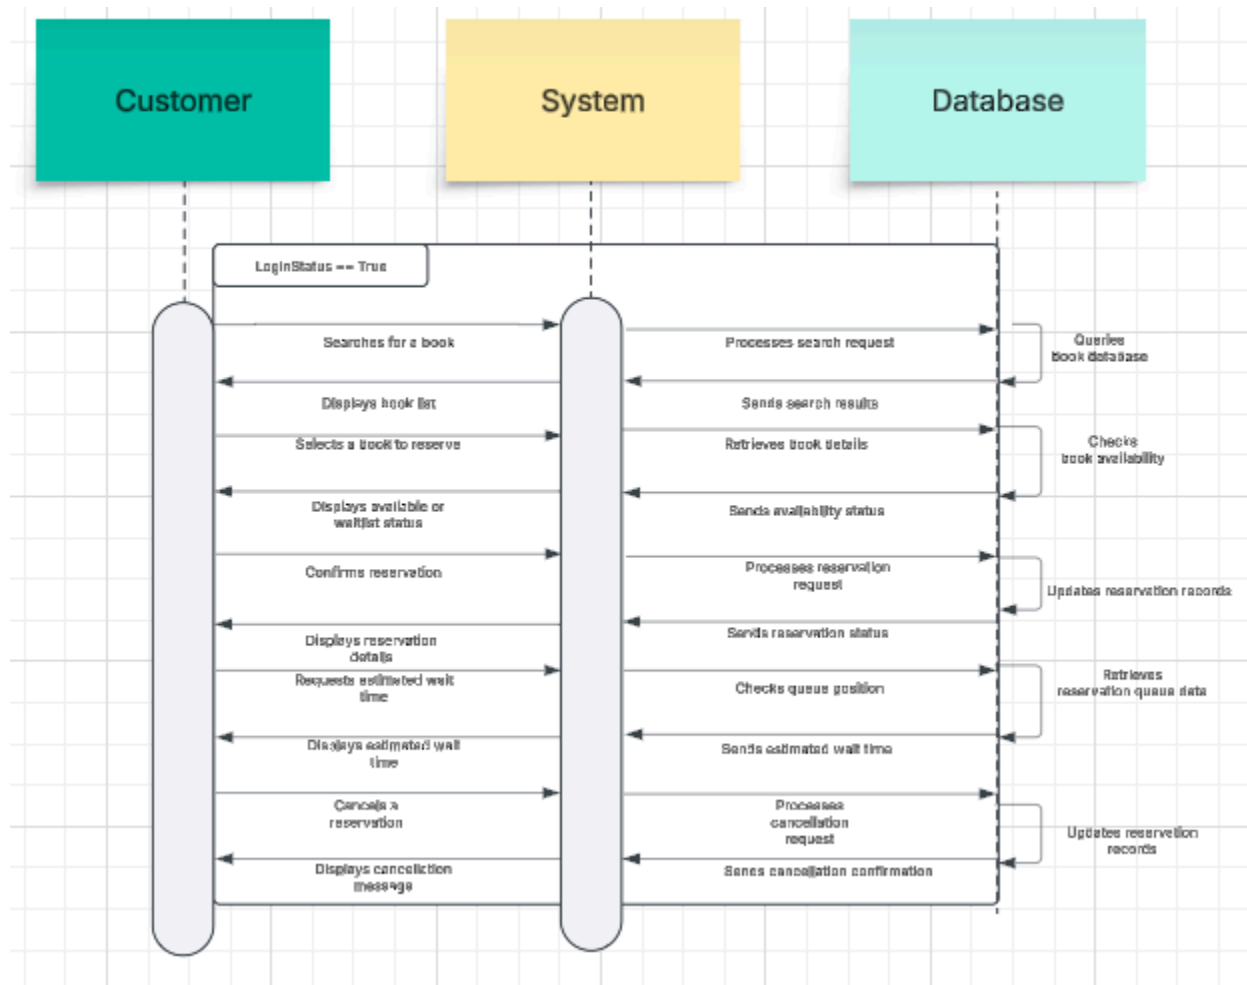 Customer
System
Database
LoginStatus == True
Searches for a book
Processes search request
Queries
book database
Displays book list
Sends search results
Selects a book to reserve
Retrieves book details
Checks
book availability
Displays available or
waitlist status
Sends availability status
Confirms reservation
Processes reservation
request
Updates reservation records
Displays reservation
details
Sends reservation status
Requests estimated wait
time
Checks queue position
Retrieves
reservation queue data
Displays estimated wait
time
Sends estimated wait time
Cancels a
reservation
Processes
cancellation
request
Updates reservation
records
Displays cancellction
message
Sends cancellation confirmation